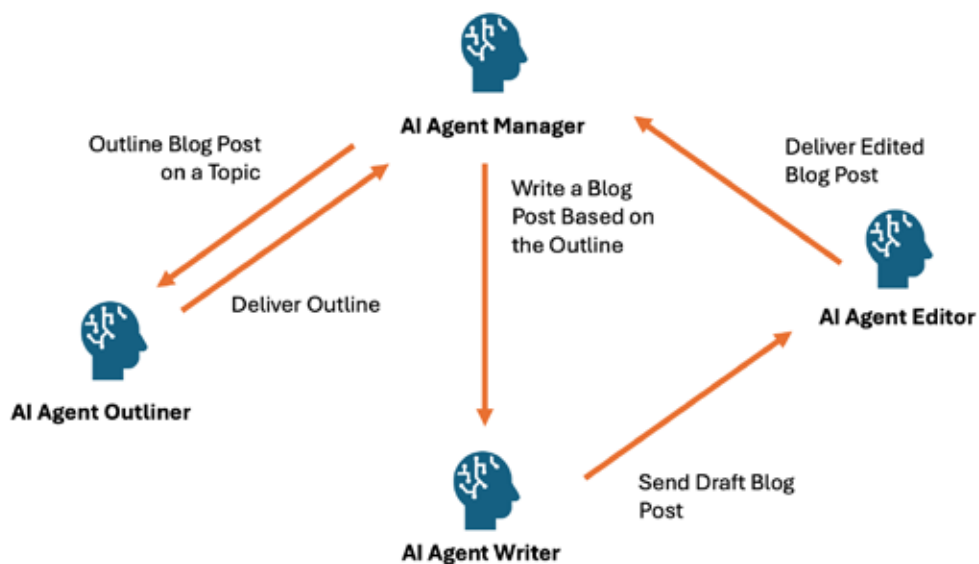 AI Agent Manager
Outline Blog Post
on a Topic
Deliver Edited
Blog Post
Write a Blog
Post Based on
the Outline
Deliver Outline
AI Agent Editor
AI Agent Outliner
Send Draft Blog
Post
AI Agent Writer